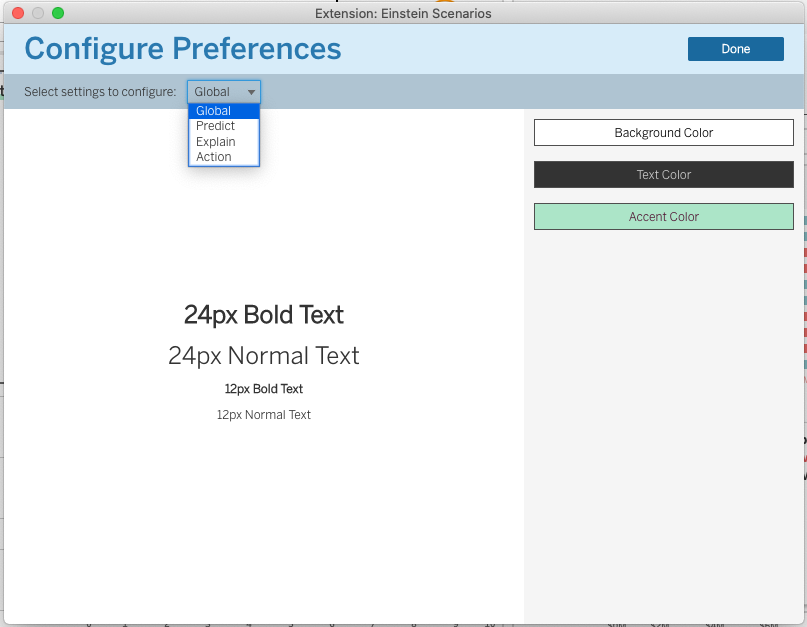 Extension: Einstein Scenarios
Configure Preferences
Done
Select settings to configure:
Global
Global
Predict
Explain
Action
Background Color
Text Color
Accent Color
24px Bold Text
24px Normal Text
12px Bold Text
12px Normal Text